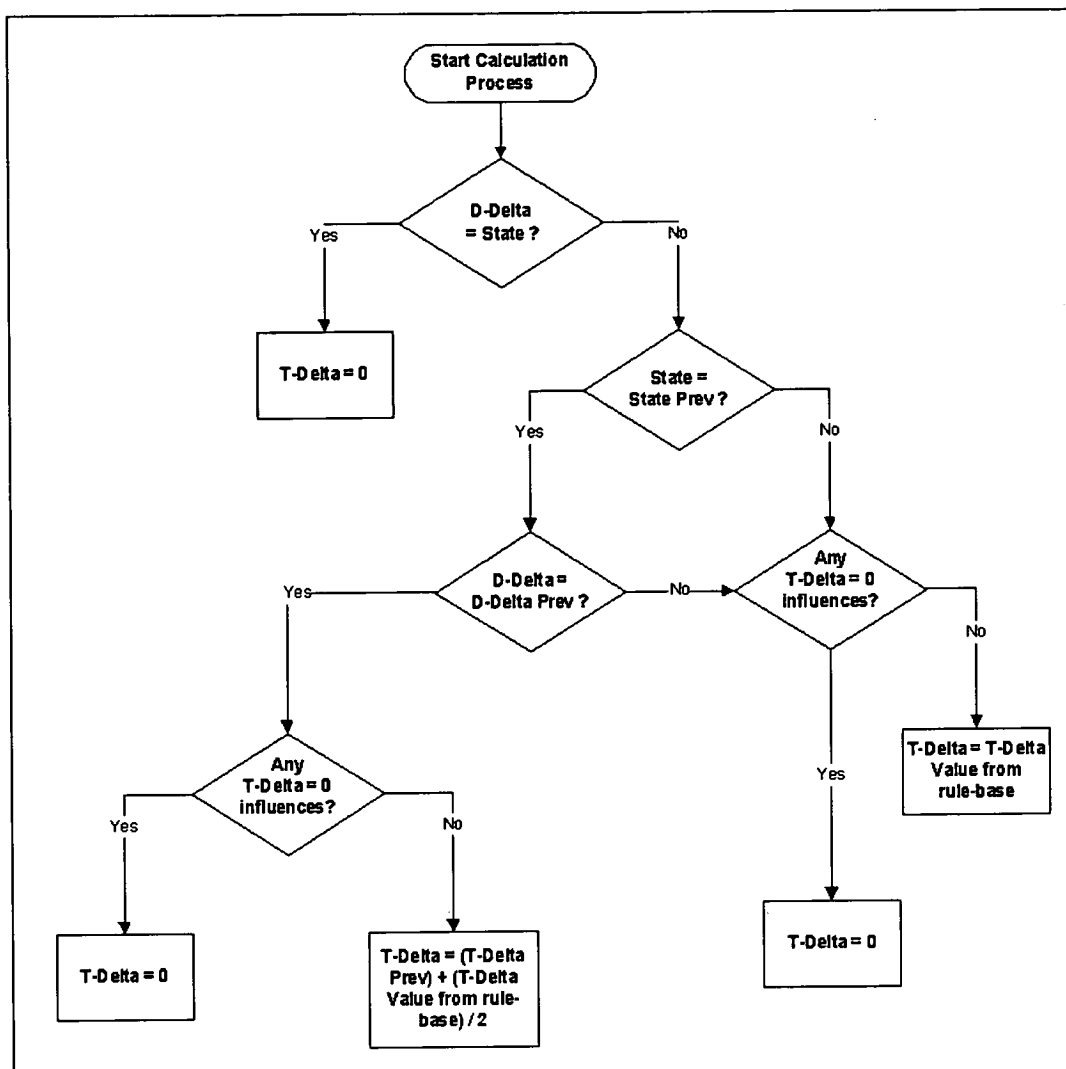 Start Calculation
Process
D-Delta
= State ?
Yes
No
T-Delta = 0
State =
State Prev ?
Yes
No
D-Delta =
D-Delta Prev ?
Yes
No
Any
T-Delta = 0
influences?
No
Yes
T-Delta = T-Delta
Value from
rule-base
Any
T-Delta = 0
influences?
Yes
No
T-Delta = 0
T-Delta = (T-Delta
Prev) + (T-Delta
Value from rule-
base) / 2
T-Delta = 0